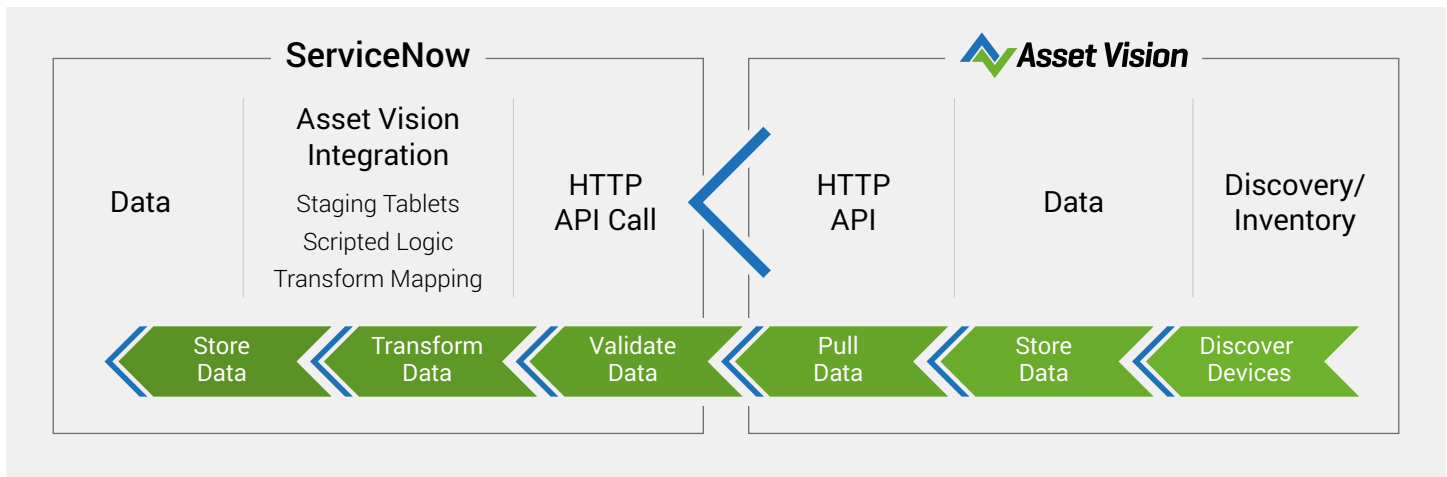 ServiceNow
Asset Vision
Data
Asset Vision
Integration
Staging Tablets
Scripted Logic
Transform Mapping
HTTP
API Call
HTTP
API
Data
Discovery/
Inventory
Store
Data
Transform
Data
Validate
Data
Pull
Data
Store
Data
Discover
Devices